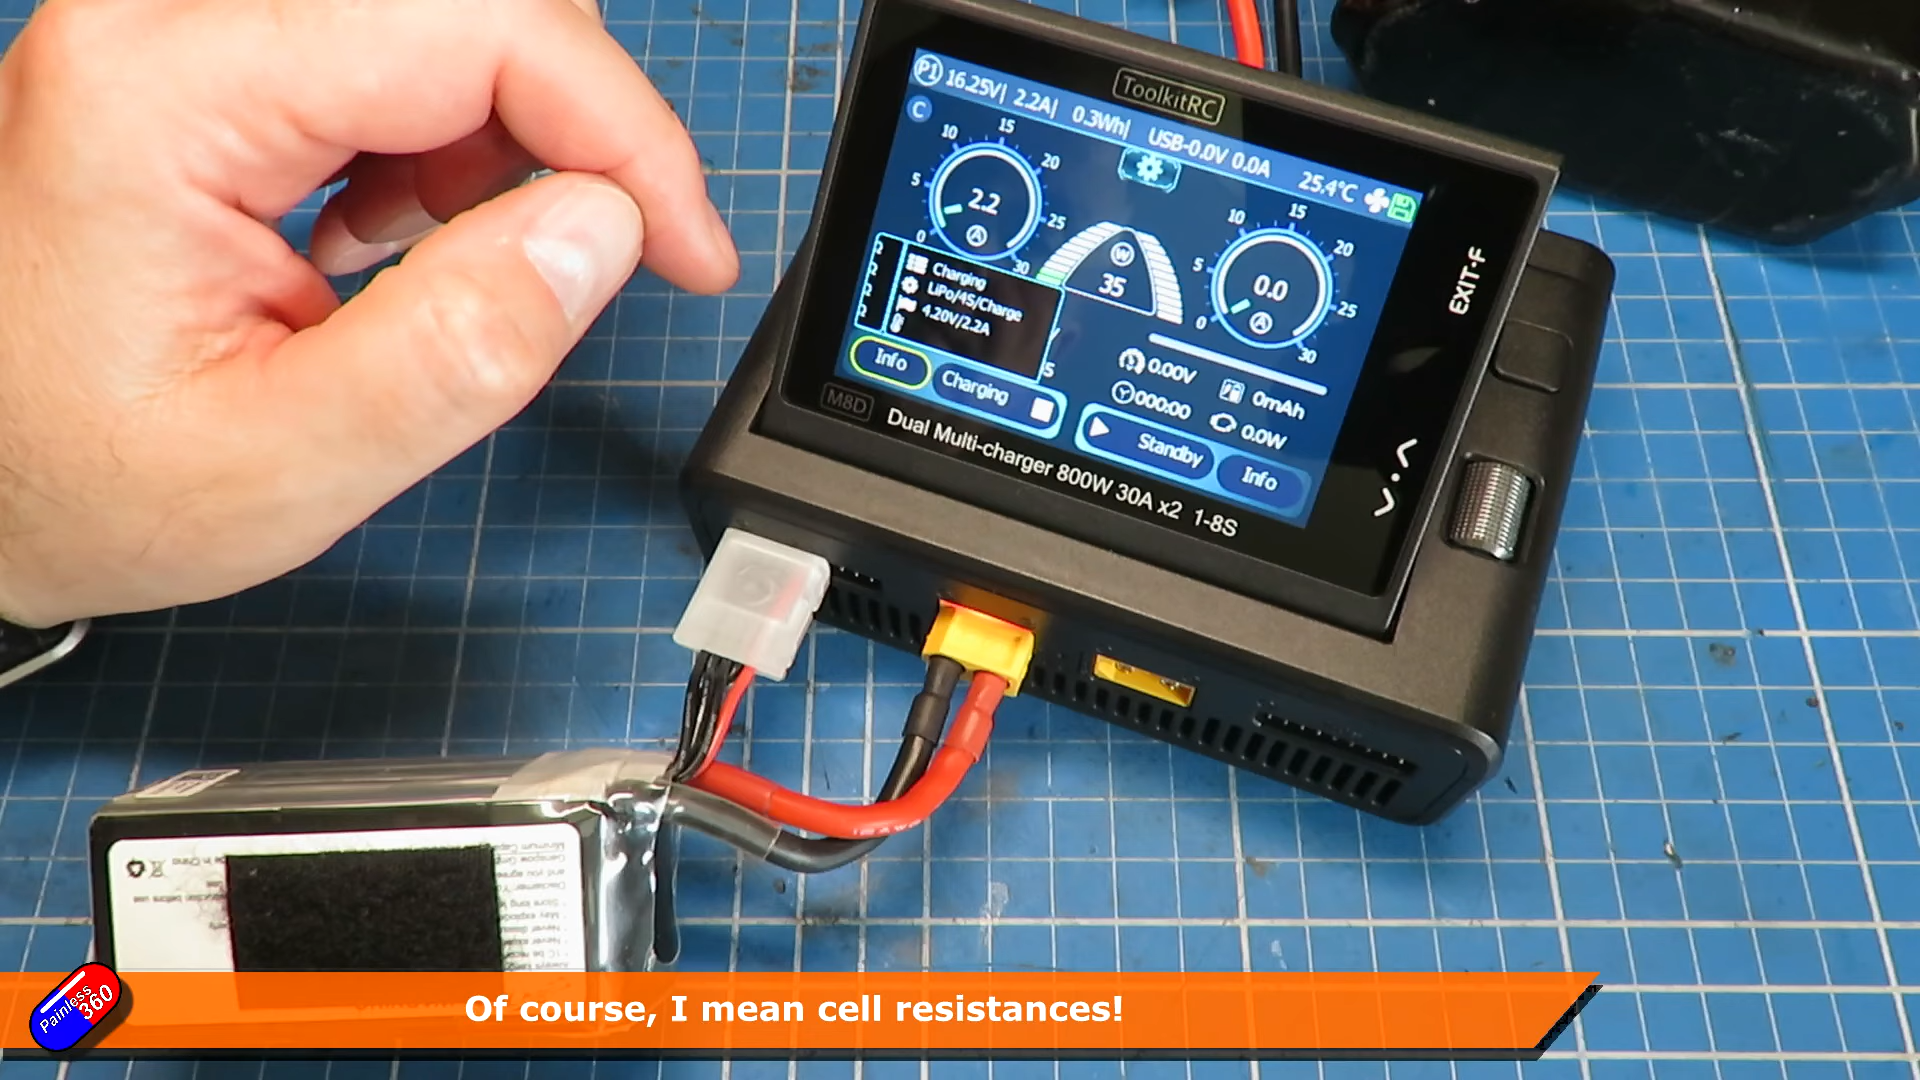 P1 16.25V| 2.2A| 0.3Wh| USB-0.0V 0.0A 25.4°C
ToolkitRC
C
0 5 10 15 20 25 30
2.2
A
W
35
0 5 10 15 20 25 30
0.0
A
Charging
LiPo/4S/Charge
4.20V/2.2A
Info
Charging
0.00V
0mAh
000:00
0.0W
Standby
Info
EXIT·F
M8D
Dual Multi-charger 800W 30A x2 1-8S
Minimum
Painless
360
Of course, I mean cell resistances!